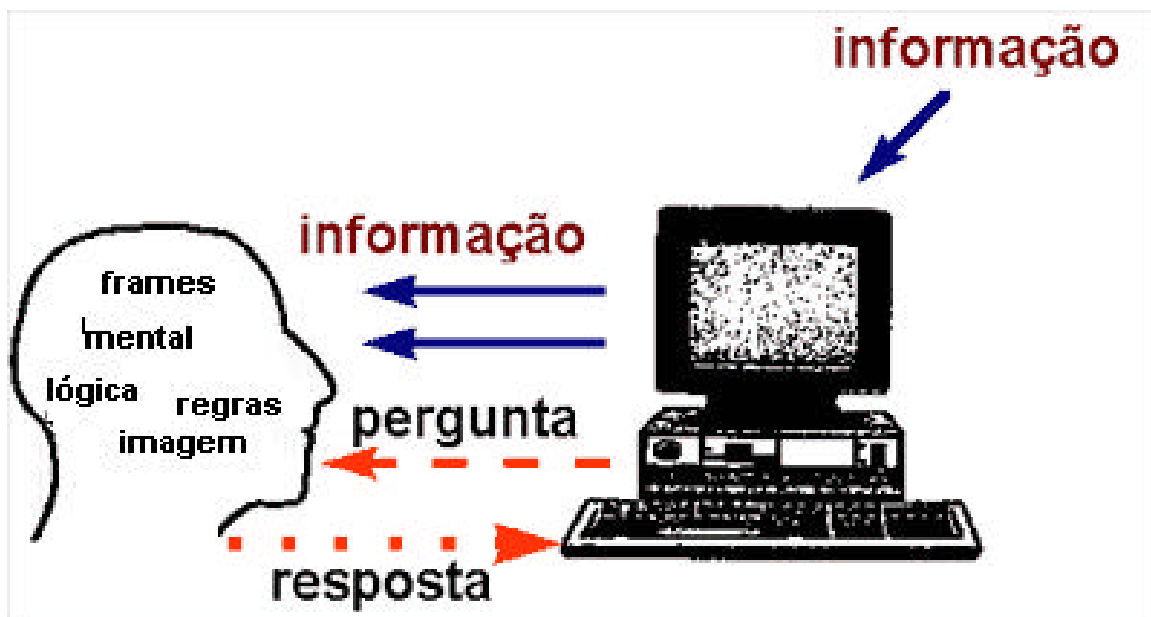 informação
informação
frames
mental
lógica
regras
imagem
pergunta
resposta